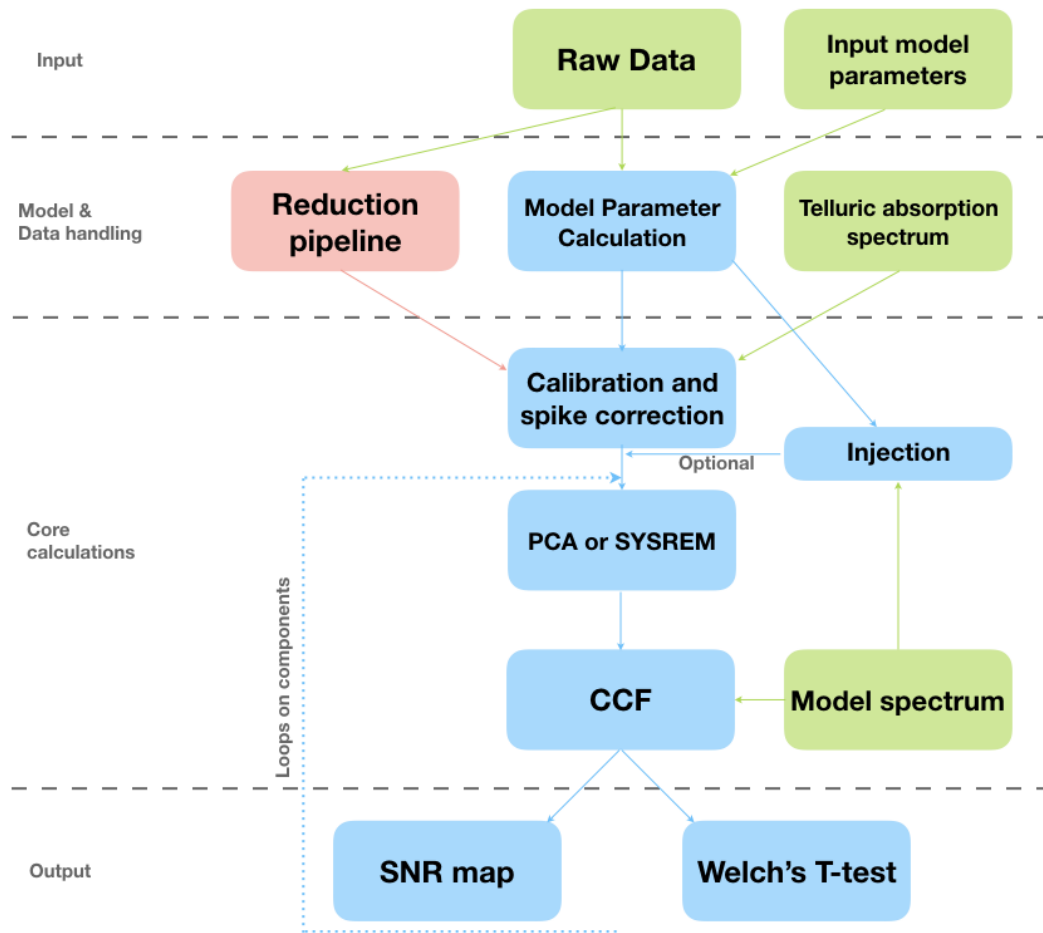 Input
Raw Data
Input model
parameters
Model &
Data handling
Reduction
pipeline
Model Parameter
Calculation
Telluric absorption
spectrum
Calibration and
spike correction
Optional
Injection
Core
calculations
PCA or SYSREM
Loops on components
CCF
Model spectrum
Output
SNR map
Welch's T-test